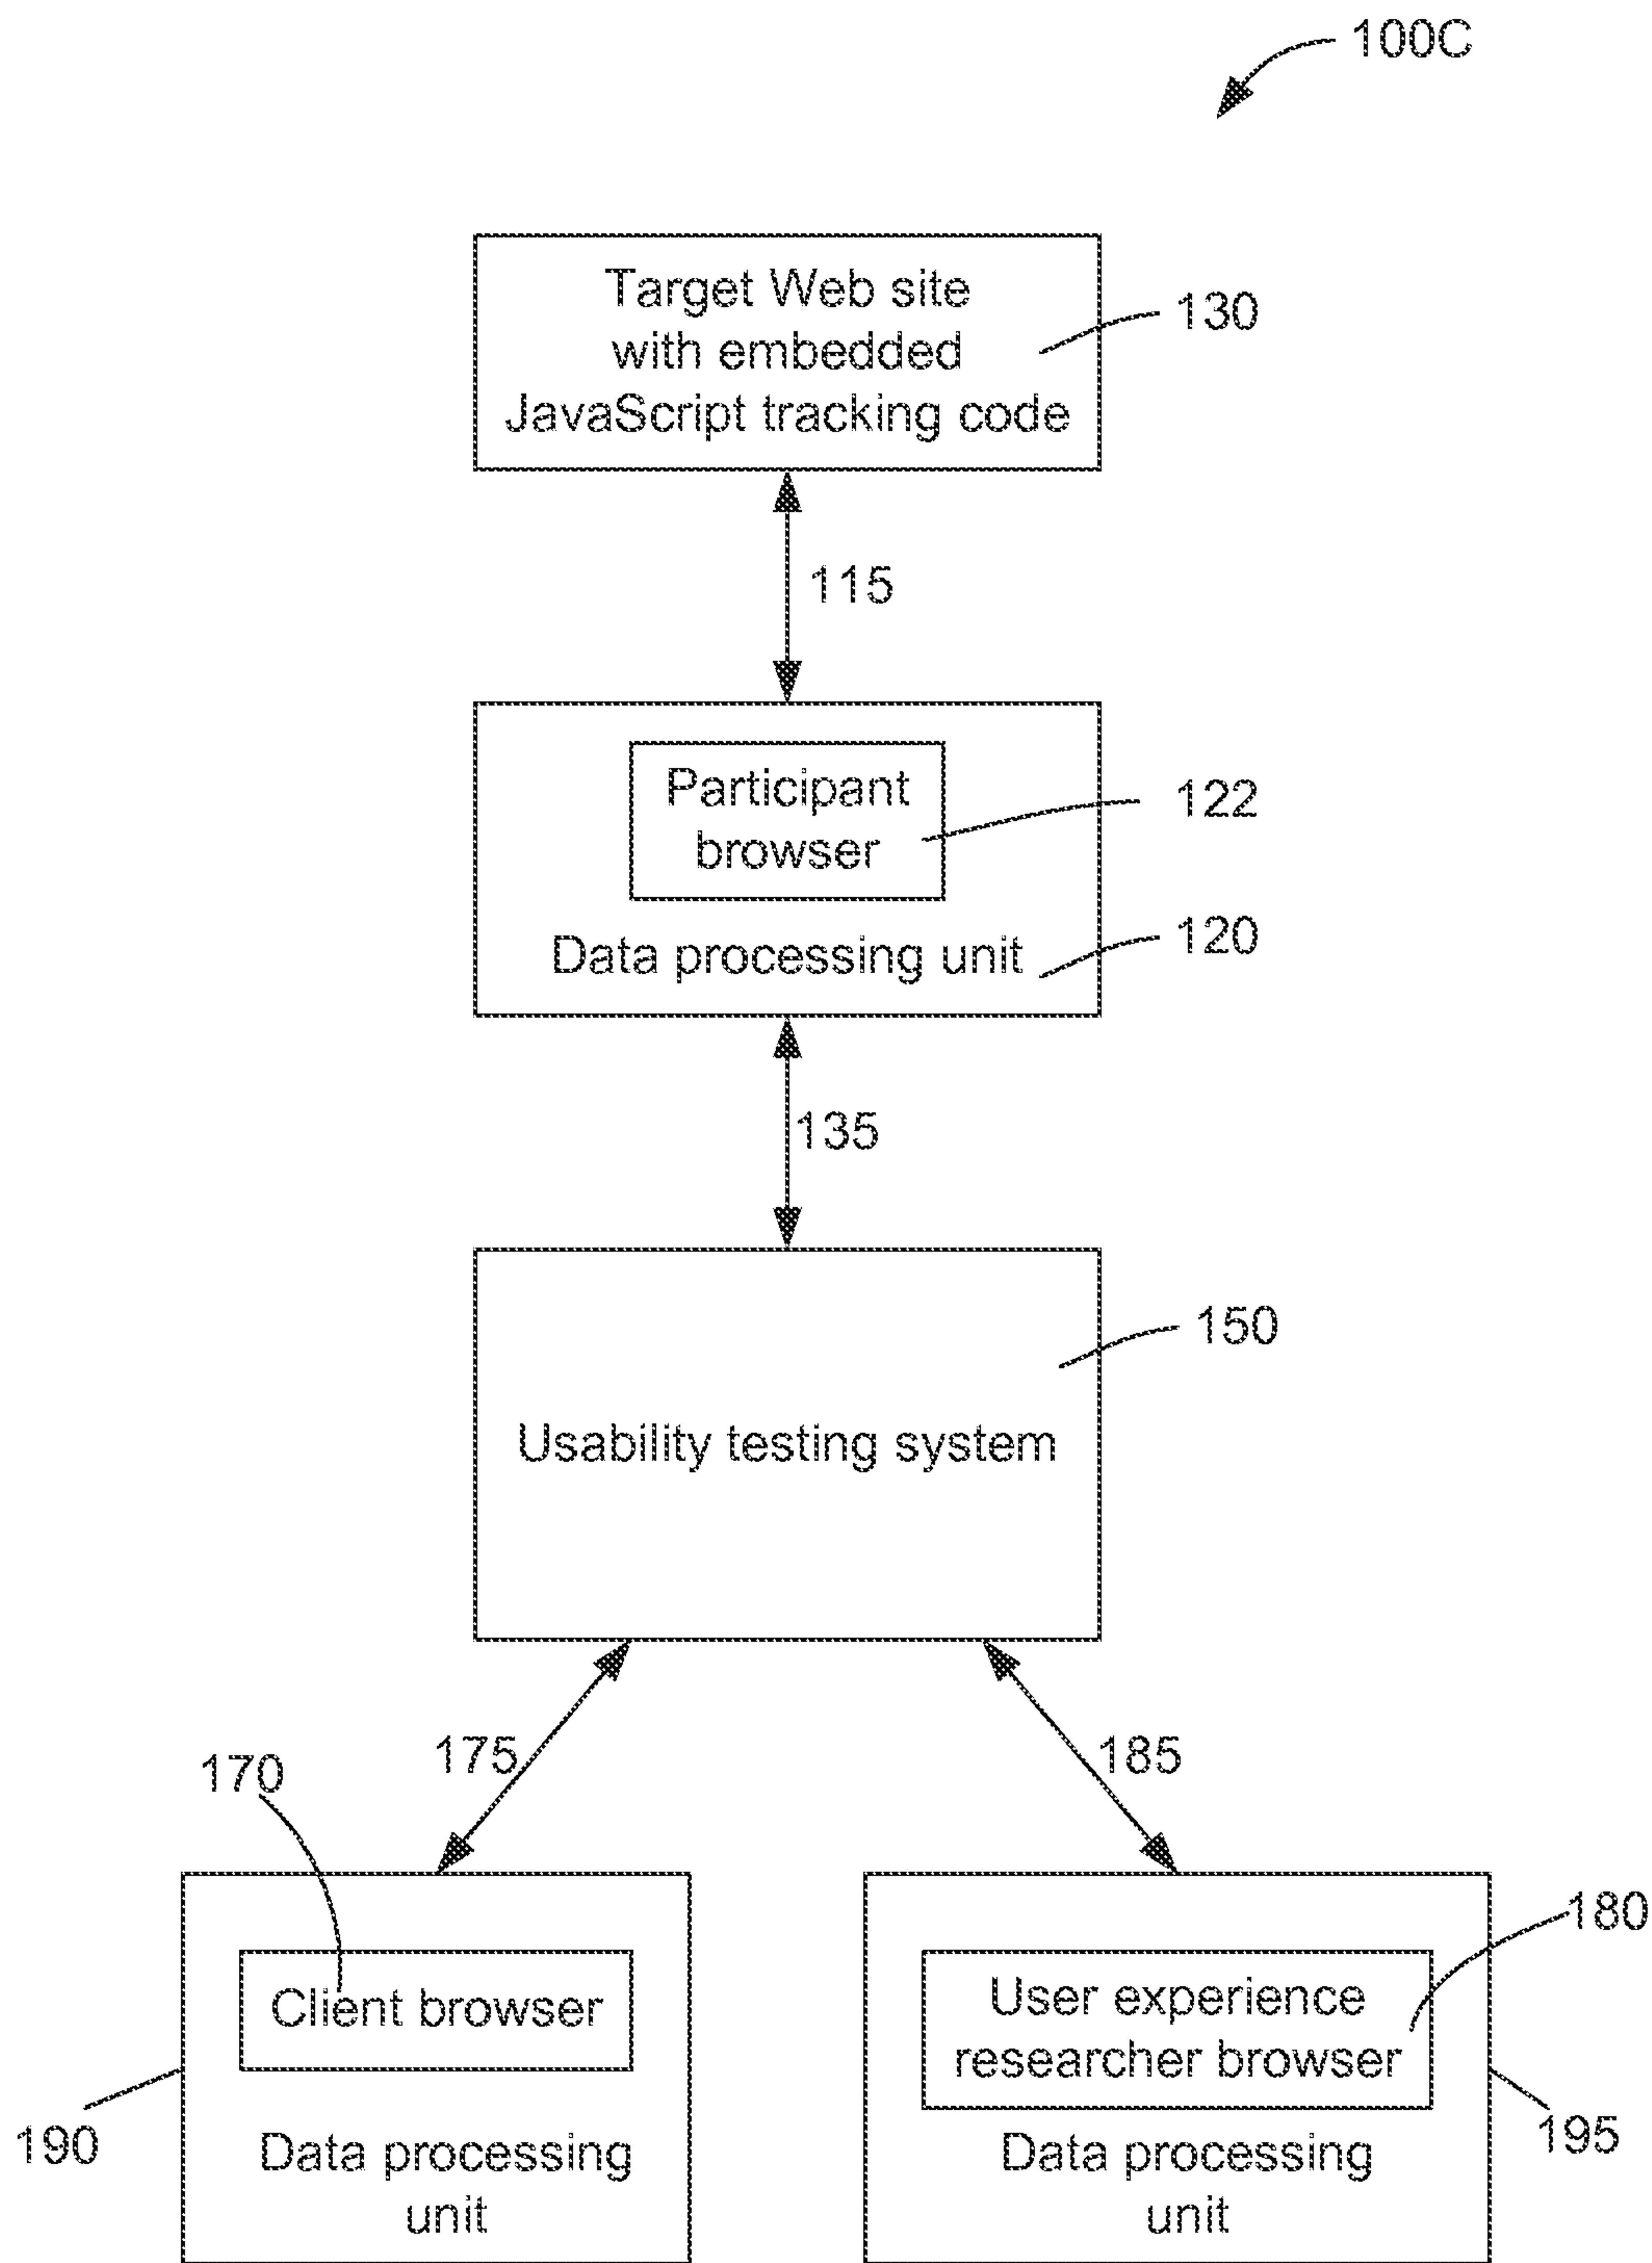 100C
Target Web site
with embedded
JavaScript tracking code
130
115
Participant
browser
122
Data processing unit
120
135
150
Usability testing system
175
185
170
180
Client browser
User experience
researcher browser
190
195
Data processing
unit
Data processing
unit